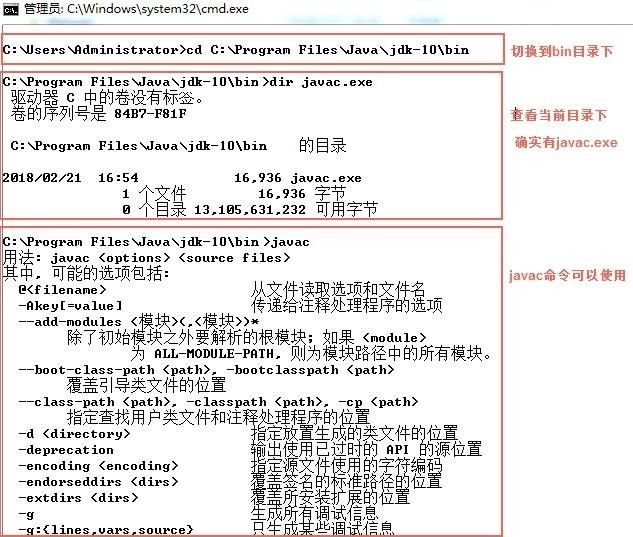 管理员: C:\Windows\system32\cmd.exe
C:\Users\Administrator>cd C:\Program Files\Java\jdk-10\bin
切换到bin目录下
C:\Program Files\Java\jdk-10\bin>dir javac.exe
驱动器 C 中的卷没有标签。
卷的序列号是 84B7-F81F
查看当前目录下
确实有javac.exe
C:\Program Files\Java\jdk-10\bin 的目录
2018/02/21 16:54 16,936 javac.exe
1 个文件 16,936 字节
0 个目录 13,105,631,232 可用字节
C:\Program Files\Java\jdk-10\bin>javac
用法: javac <options> <source files>
其中, 可能的选项包括:
javac命令可以使用
@<filename> 从文件读取选项和文件名
-Akey[=value] 传递给注释处理程序的选项
--add-modules <模块>(,<模块>)*
除了初始模块之外要解析的根模块; 如果 <module>
为 ALL-MODULE-PATH, 则为模块路径中的所有模块。
--boot-class-path <path>, -bootclasspath <path>
覆盖引导类文件的位置
--class-path <path>, -classpath <path>, -cp <path>
指定查找用户类文件和注释处理程序的位置
-d <directory> 指定放置生成的类文件的位置
-deprecation 输出使用已过时的 API 的源位置
-encoding <encoding> 指定源文件使用的字符编码
-endorseddirs <dirs> 覆盖签名的标准路径的位置
-extdirs <dirs> 覆盖所安装扩展的位置
-g 生成所有调试信息
-g:{lines,vars,source} 只生成某些调试信息